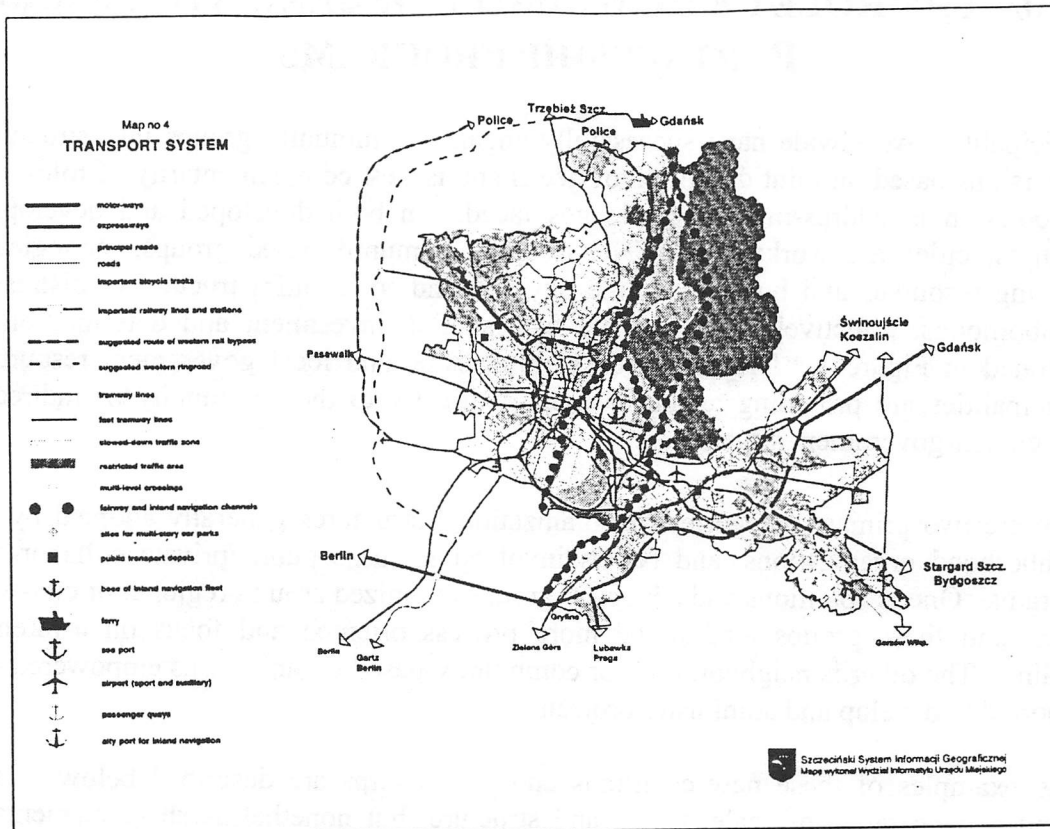 Map no 4
TRANSPORT SYSTEM
motor-ways
expressways
principal roads
roads
important bicycle tracks
important railway lines and stations
suggested route of western rail bypass
suggested western ringroad
tramway lines
fast tramway lines
slowed-down traffic zone
restricted traffic area
multi-level crossings
fairway and inland navigation channels
sites for multi-story car parks
public transport
base of inland navigation fleet
ferry
sea port
airport (sport and auxiliary)
passenger quays
city port for inland navigation
Police
Trzebież Szcz.
Police
Gdańsk
Pasewalk
Świnoujście
Koszalin
Gdańsk
Berlin
Stargard Szcz.
Bydgoszcz
Berlin
Gartz
Berlin
Gryfino
Zielona Góra
Lubawka
Praga
Gorzów Wlkp.
Szczeciński System Informacji Geograficznej
Mapę wykonał Wydział Informatyki Urzędu Miejskiego